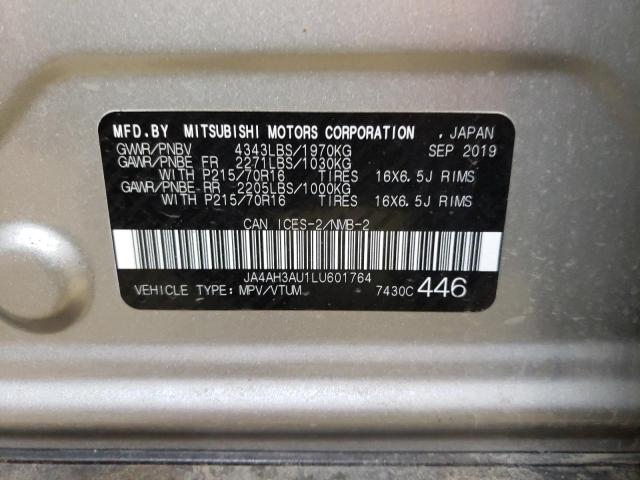 MFD.BY MITSUBISHI MOTORS CORPORATION , JAPAN
GVWR/PNBV 4343LBS/1970KG SEP 2019
GAWR/PNBE FR 2271LBS/1030KG
WITH P215/70R16 TIRES 16X6.5J RIMS
GAWR/PNBE RR 2205LBS/1000KG
WITH P215/70R16 TIRES 16X6.5J RIMS
CAN ICES-2/NMB-2
JA4AH3AU1LU601764
VEHICLE TYPE: MPV/VTUM 7430C 446